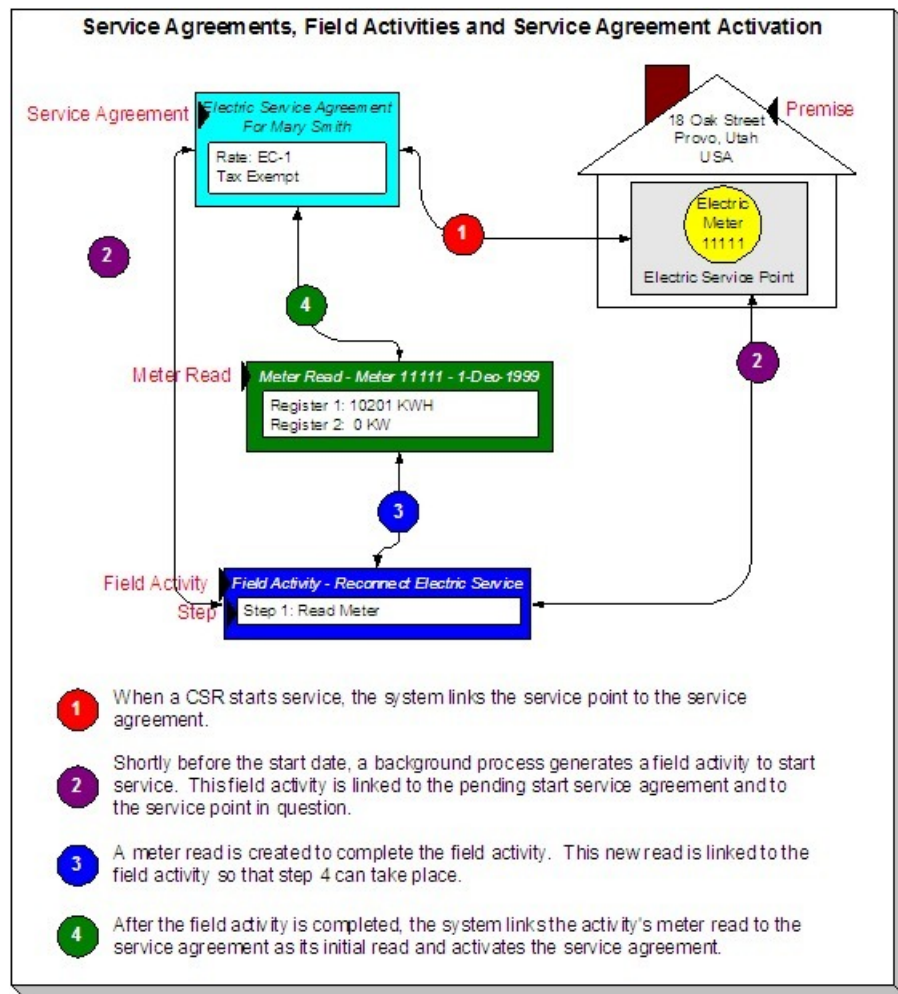 Service Agreements, Field Activities and Service Agreement Activation
Service Agreement
Electric Service Agreement
For Mary Smith
Rate: EC-1
Tax Exempt
18 Oak Street
Provo, Utah
USA
Premise
Electric
Meter
11111
Electric Service Point
1
2
4
2
Meter Read
Meter Read - Meter 11111 - 1-Dec-1999
Register 1: 10201 KWH
Register 2: 0 KW
3
Field Activity
Field Activity - Reconnect Electric Service
Step
Step 1: Read Meter
1
When a CSR starts service, the system links the service point to the service
agreement.
2
Shortly before the start date, a background process generates a field activity to start
service. This field activity is linked to the pending start service agreement and to
the service point in question.
3
A meter read is created to complete the field activity. This new read is linked to the
field activity so that step 4 can take place.
4
After the field activity is completed, the system links the activity's meter read to the
service agreement as its initial read and activates the service agreement.